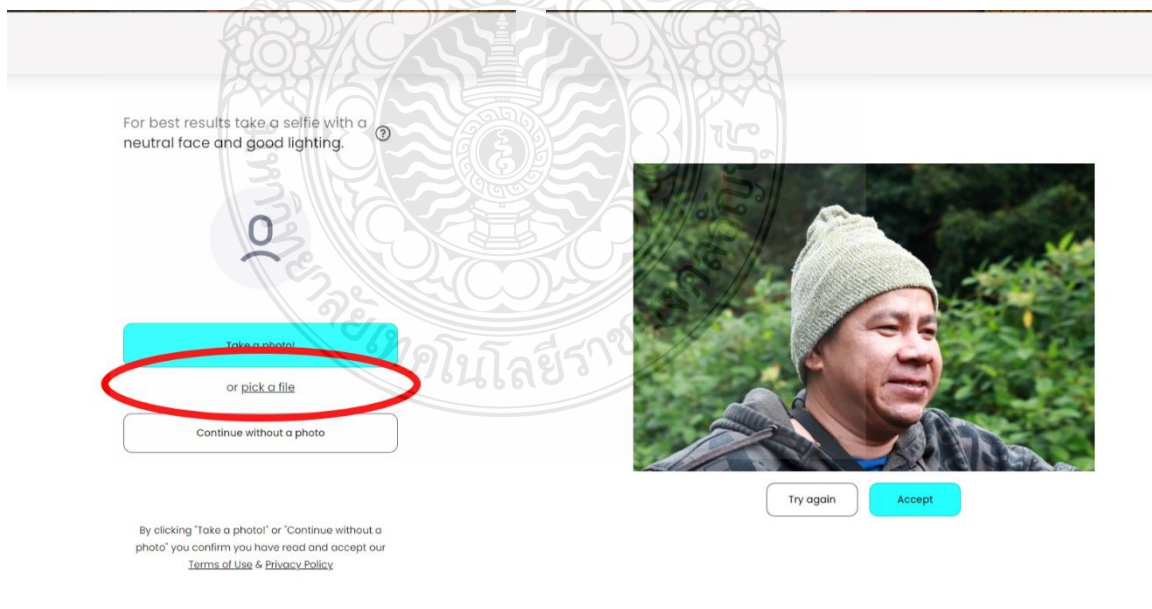 For best results take a selfie with a
neutral face and good lighting.
?
Take a photo!
or pick a file
Continue without a photo
By clicking "Take a photo!" or "Continue without a
photo" you confirm you have read and accept our
Terms of Use & Privacy Policy
Try again
Accept